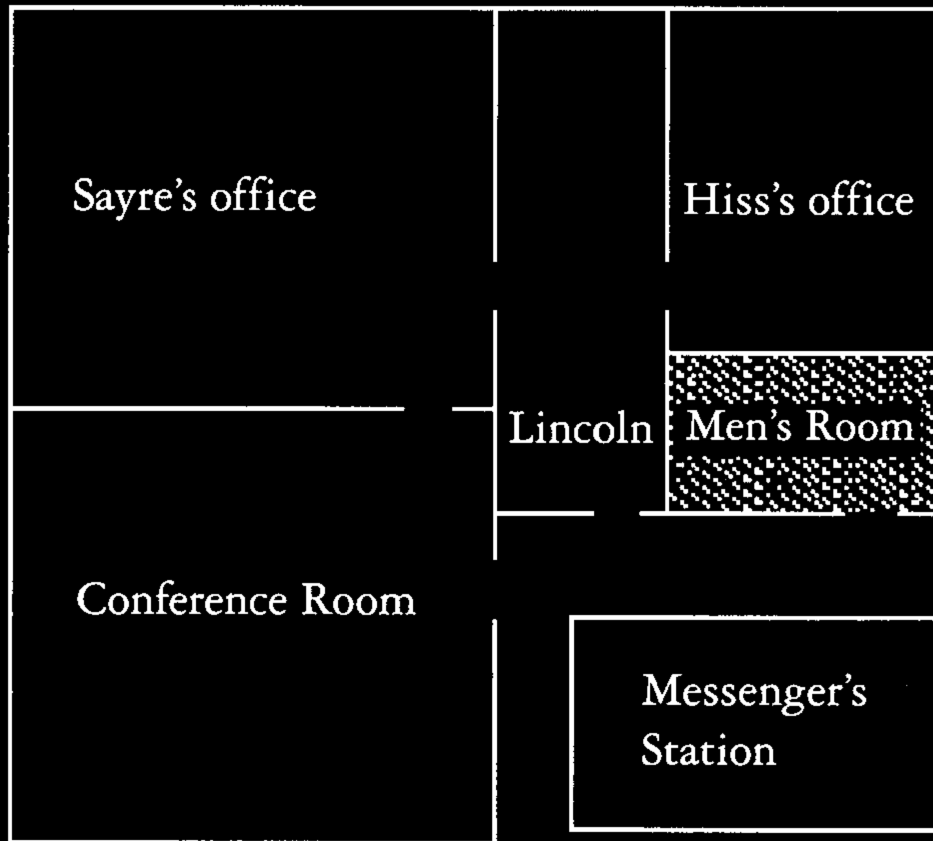 Sayre’s office
Hiss’s office
Lincoln
Men’s Room
Conference Room
Messenger’s
Station